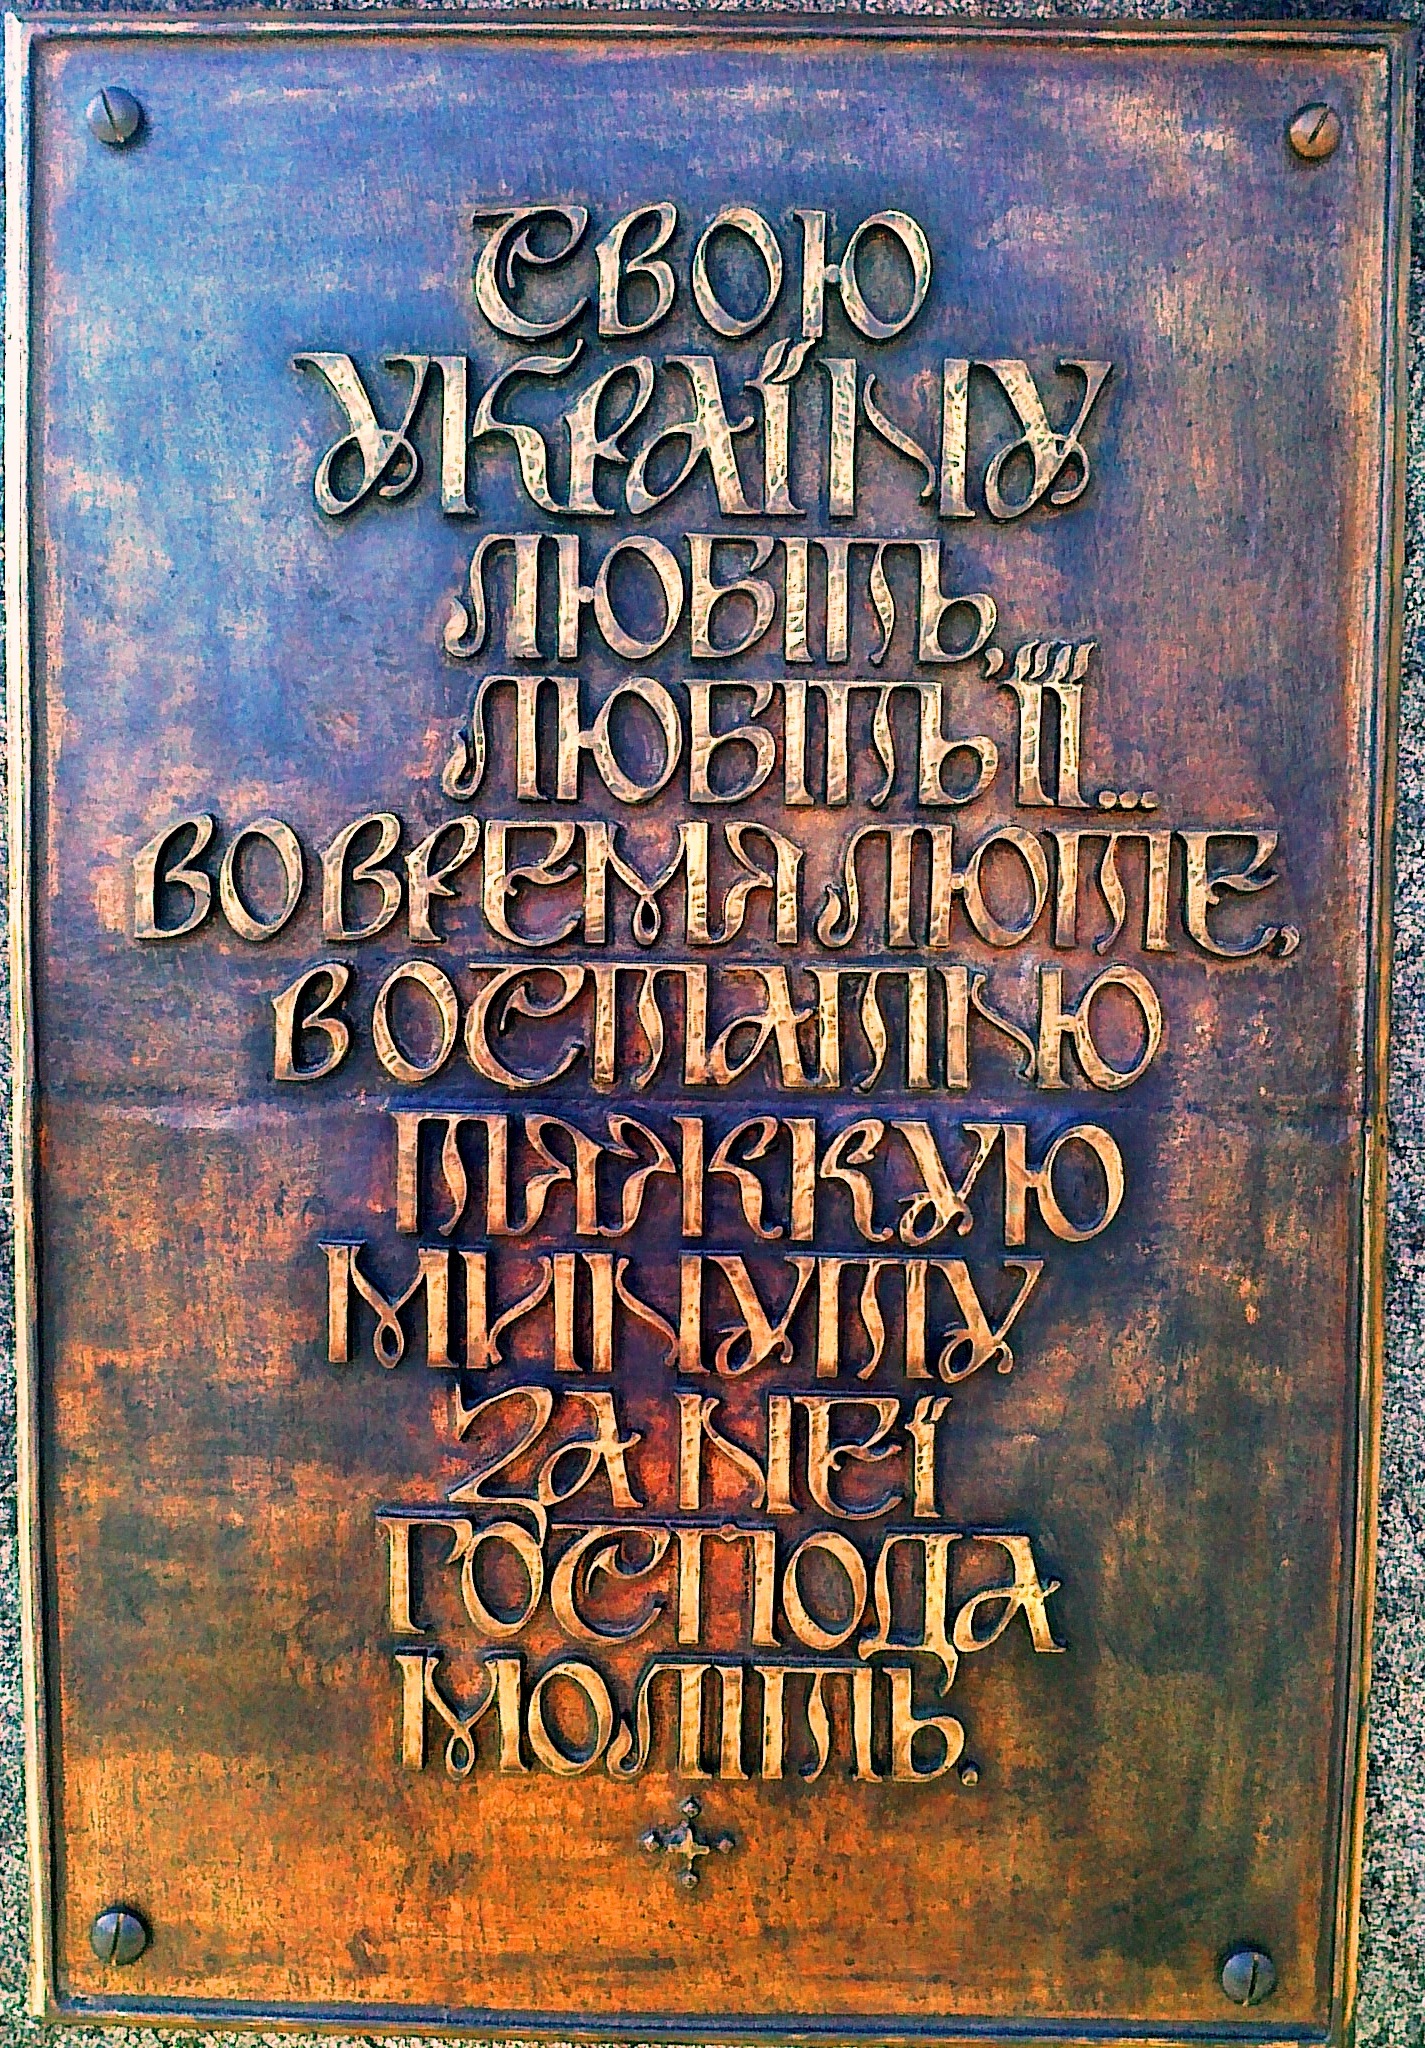 Свою
Україну
любіть,
Любіть її...
Во время люте,
В остатню
тяжкую
минуту
За неї
Господа
моліть.